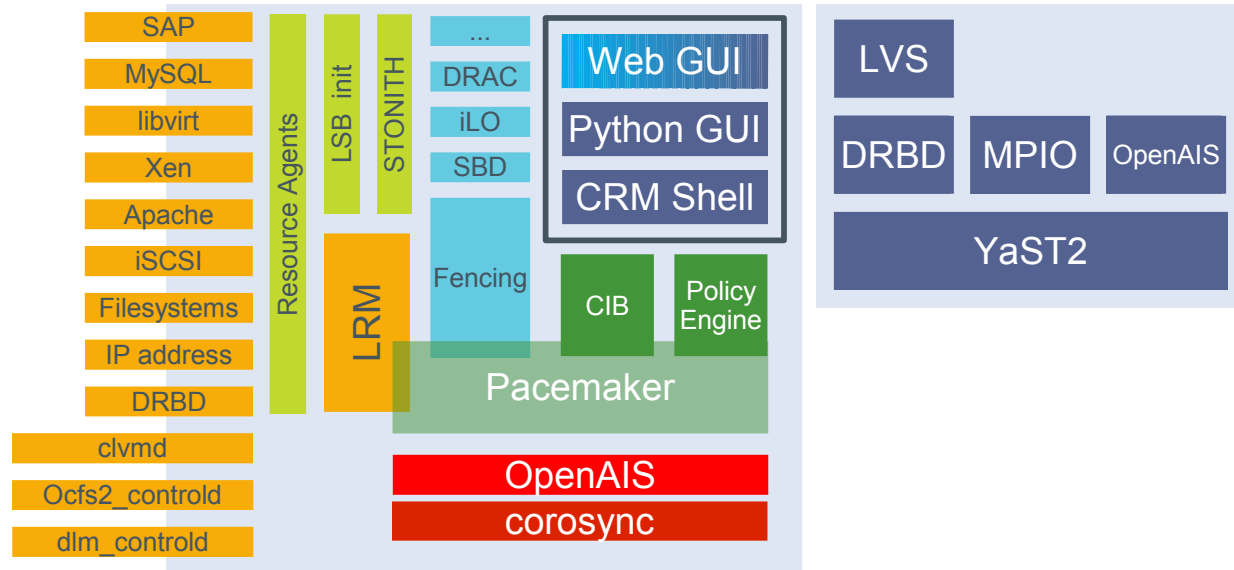 SAP
MySQL
libvirt
Xen
Apache
iSCSI
Filesystems
IP address
DRBD
clvmd
Ocfs2_controld
dlm_controld
Resource Agents
LSB init
STONITH
LRM
...
DRAC
iLO
SBD
Fencing
Web GUI
Python GUI
CRM Shell
CIB
Policy
Engine
Pacemaker
OpenAIS
corosync
LVS
DRBD
MPIO
OpenAIS
YaST2